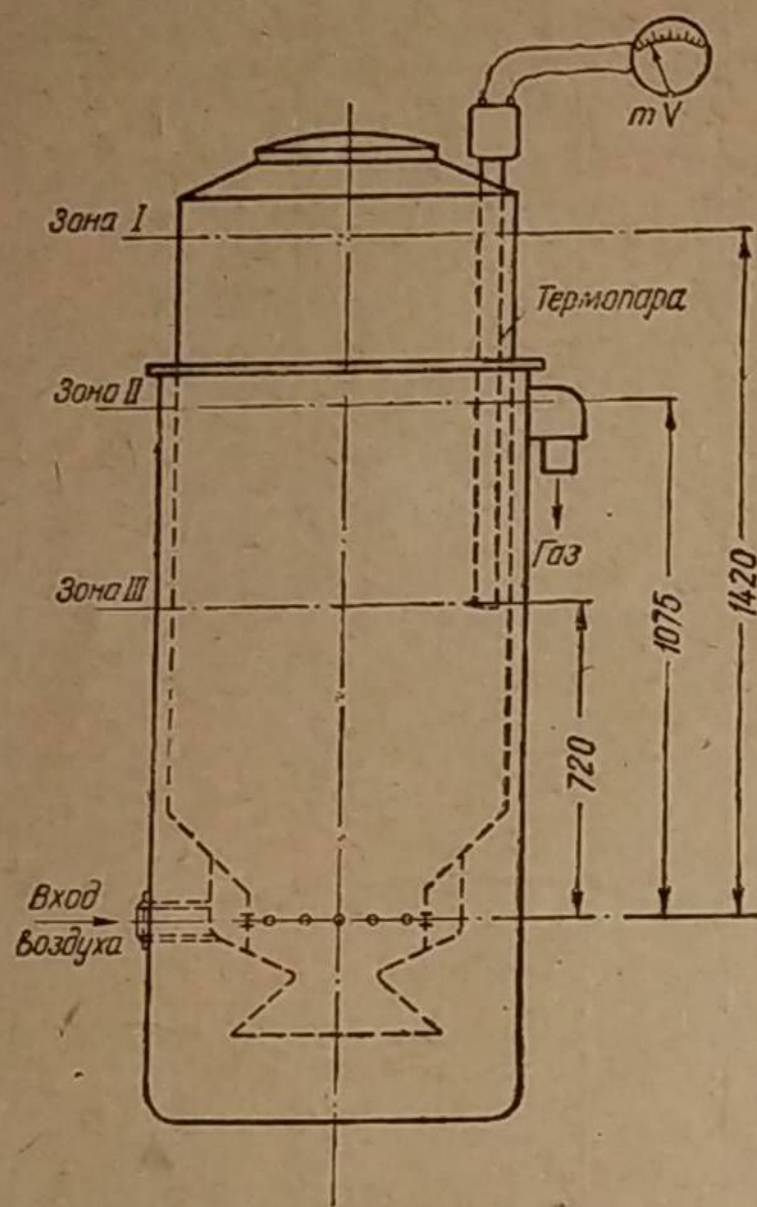 mV
Зона I
Термопара
Зона II
Газ
Зона III
1420
1075
720
Вход
воздуха